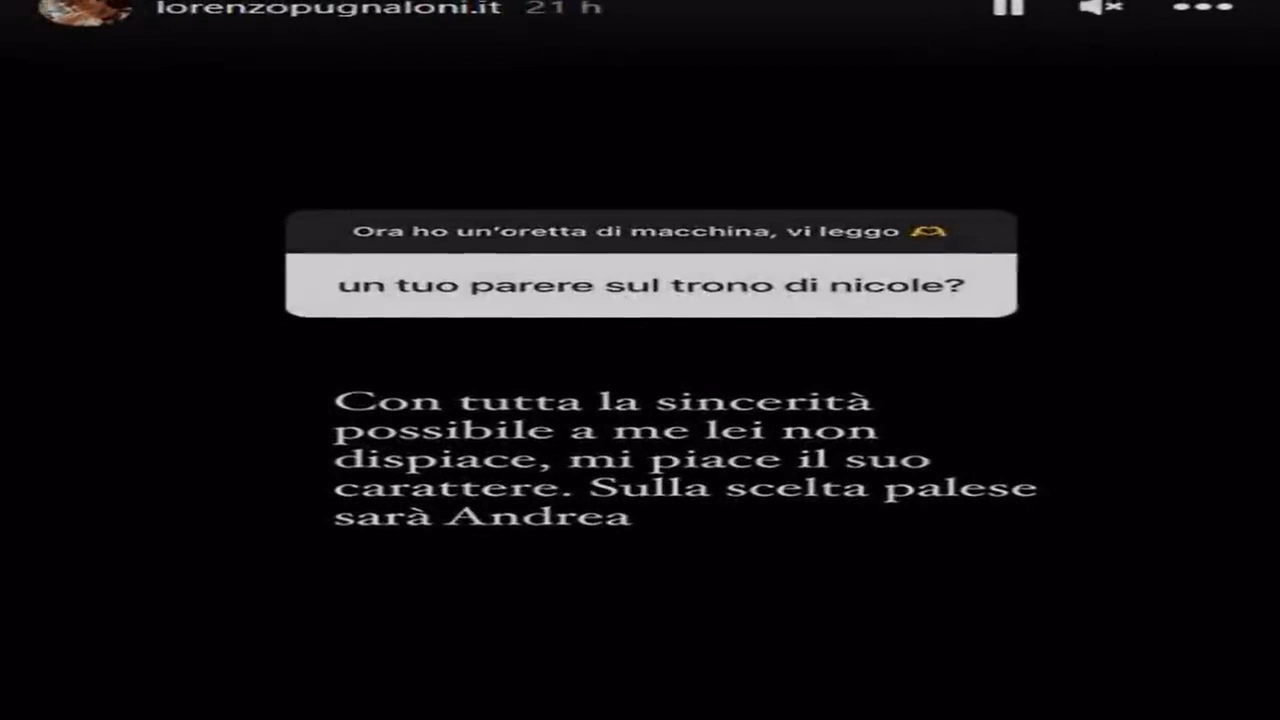 lorenzopugnaloni.it 21 h
Ora ho un'oretta di macchina, vi leggo 🫶
un tuo parere sul trono di nicole?
Con tutta la sincerità
possibile a me lei non
dispiace, mi piace il suo
carattere. Sulla scelta palese
sarà Andrea